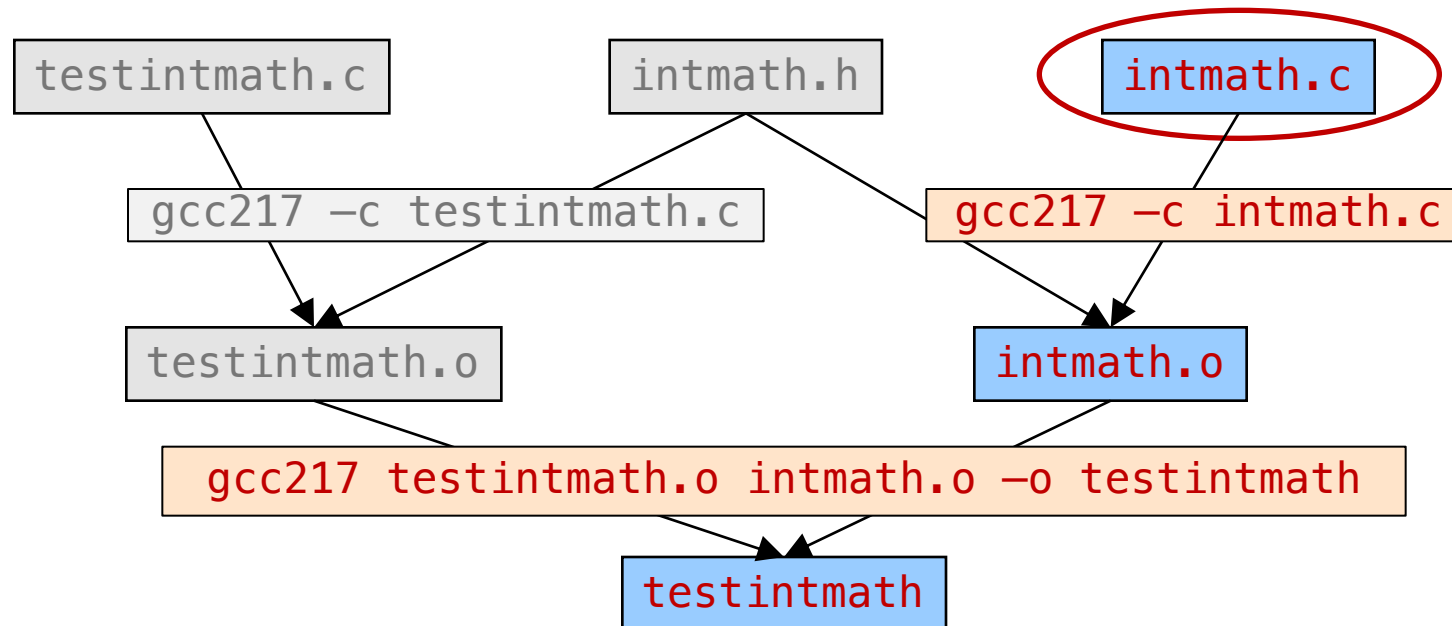 testintmath.c
intmath.h
intmath.c
gcc217 –c testintmath.c
gcc217 –c intmath.c
testintmath.o
intmath.o
gcc217 testintmath.o intmath.o –o testintmath
testintmath